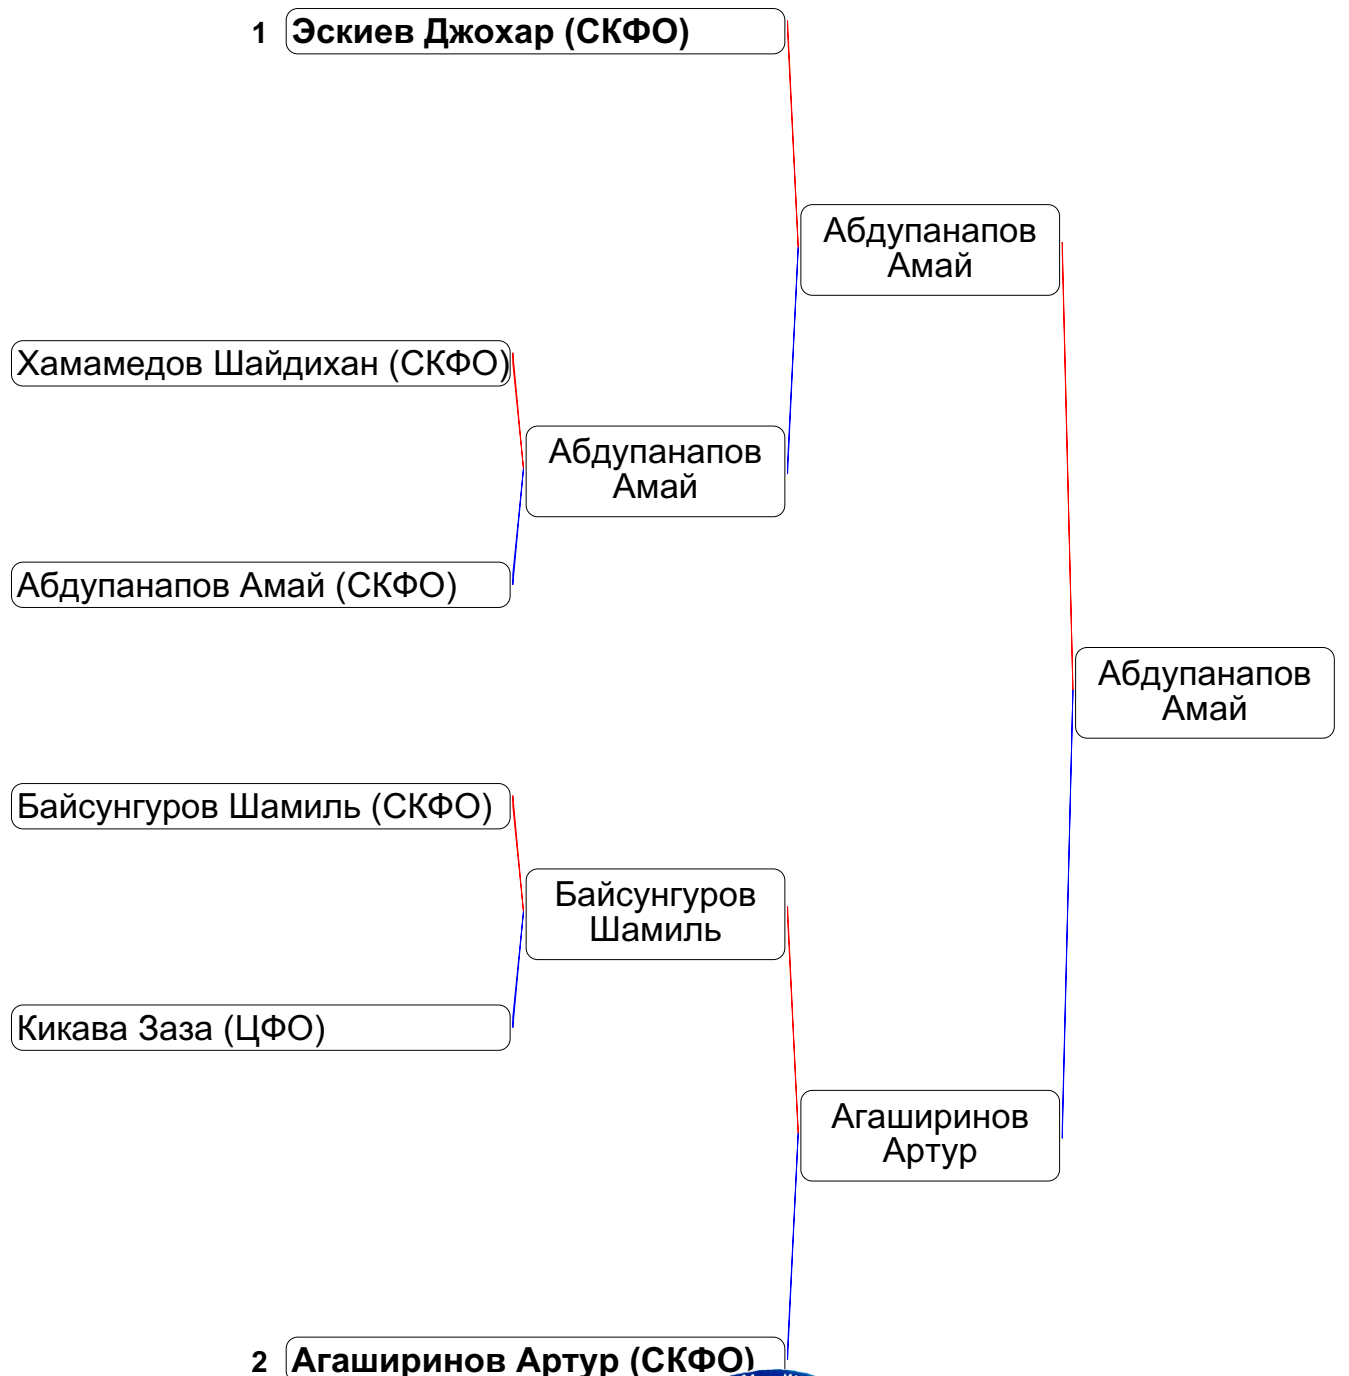 1 Эскиев Джохар (СКФО)
Абдупанапов
Амай
Хамамедов Шайдихан (СКФО)
Абдупанапов
Амай
Абдупанапов Амай (СКФО)
Абдупанапов
Амай
Байсунгуров Шамиль (СКФО)
Байсунгуров
Шамиль
Кикава Заза (ЦФО)
Агаширинов
Артур
2 Агаширинов Артур (СКФО)